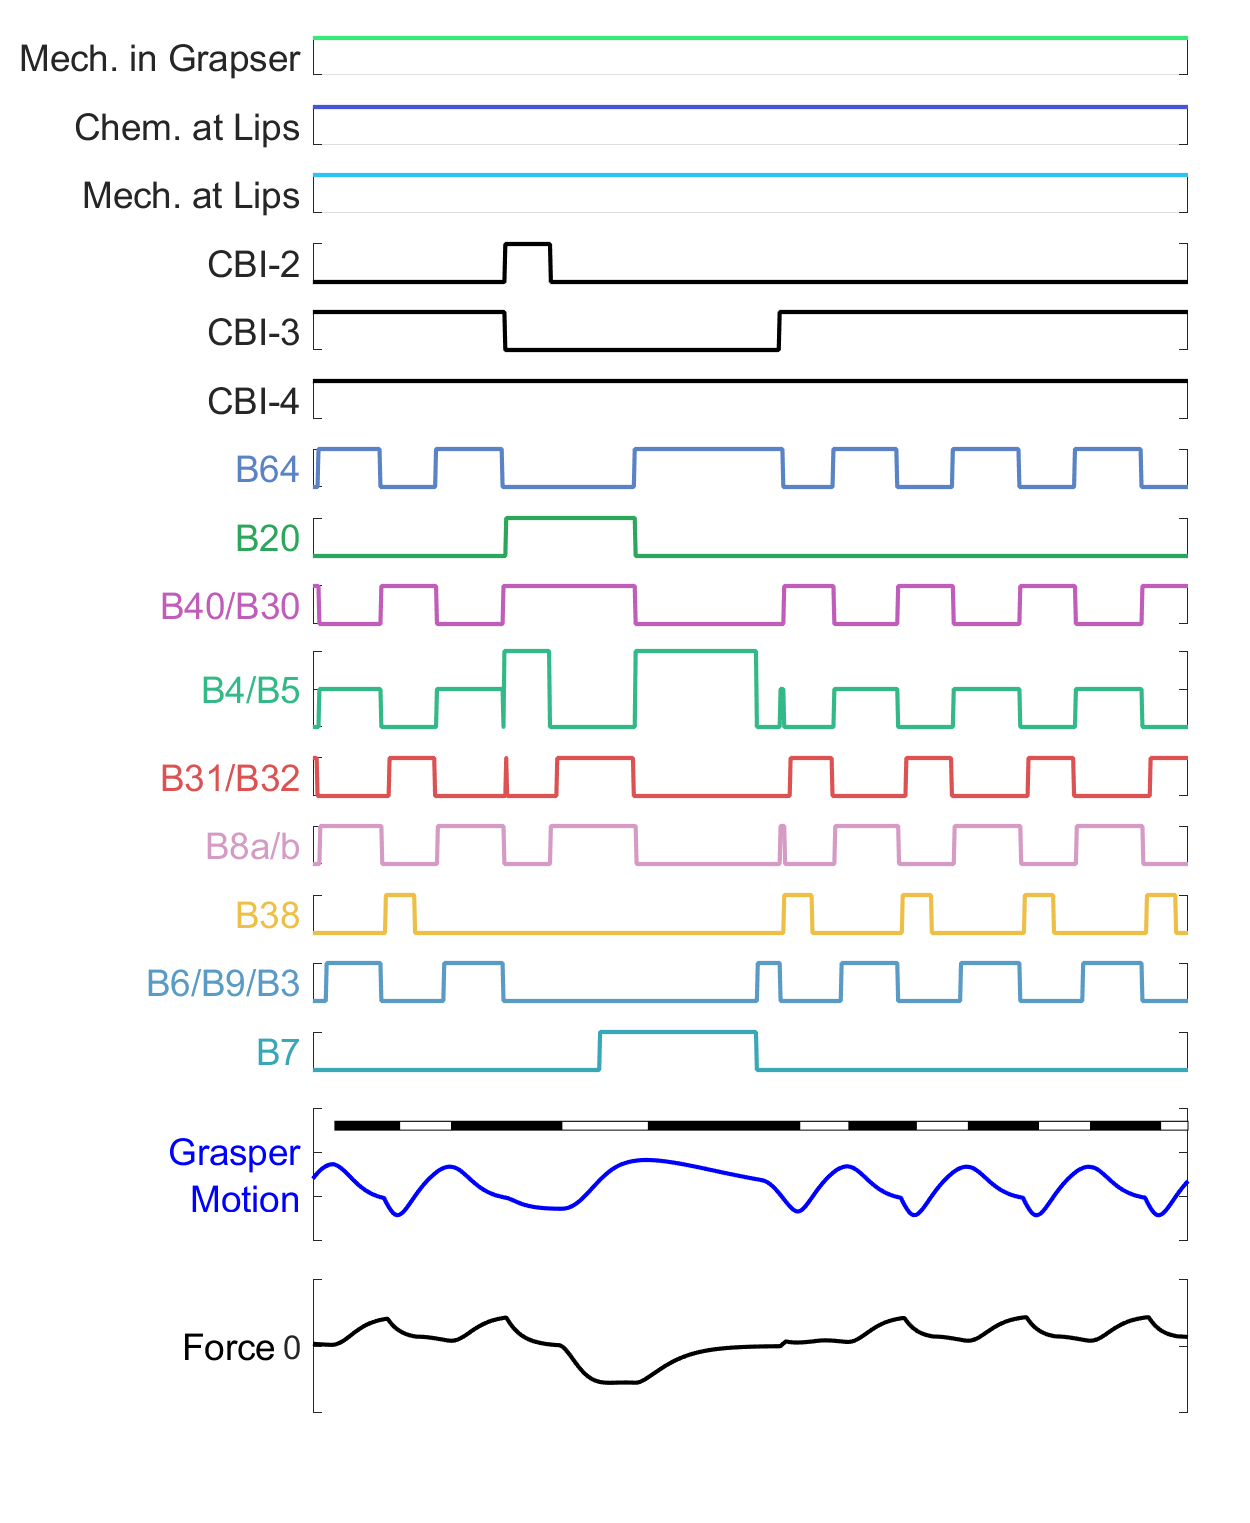 Mech. in Grapser
Chem. at Lips
Mech. at Lips
CBI-2
CBI-3
CBI-4
B64
B20
B40/B30
B4/B5
B31/B32
B8a/b
B38
B6/B9/B3
B7
Grasper
Motion
Force 0